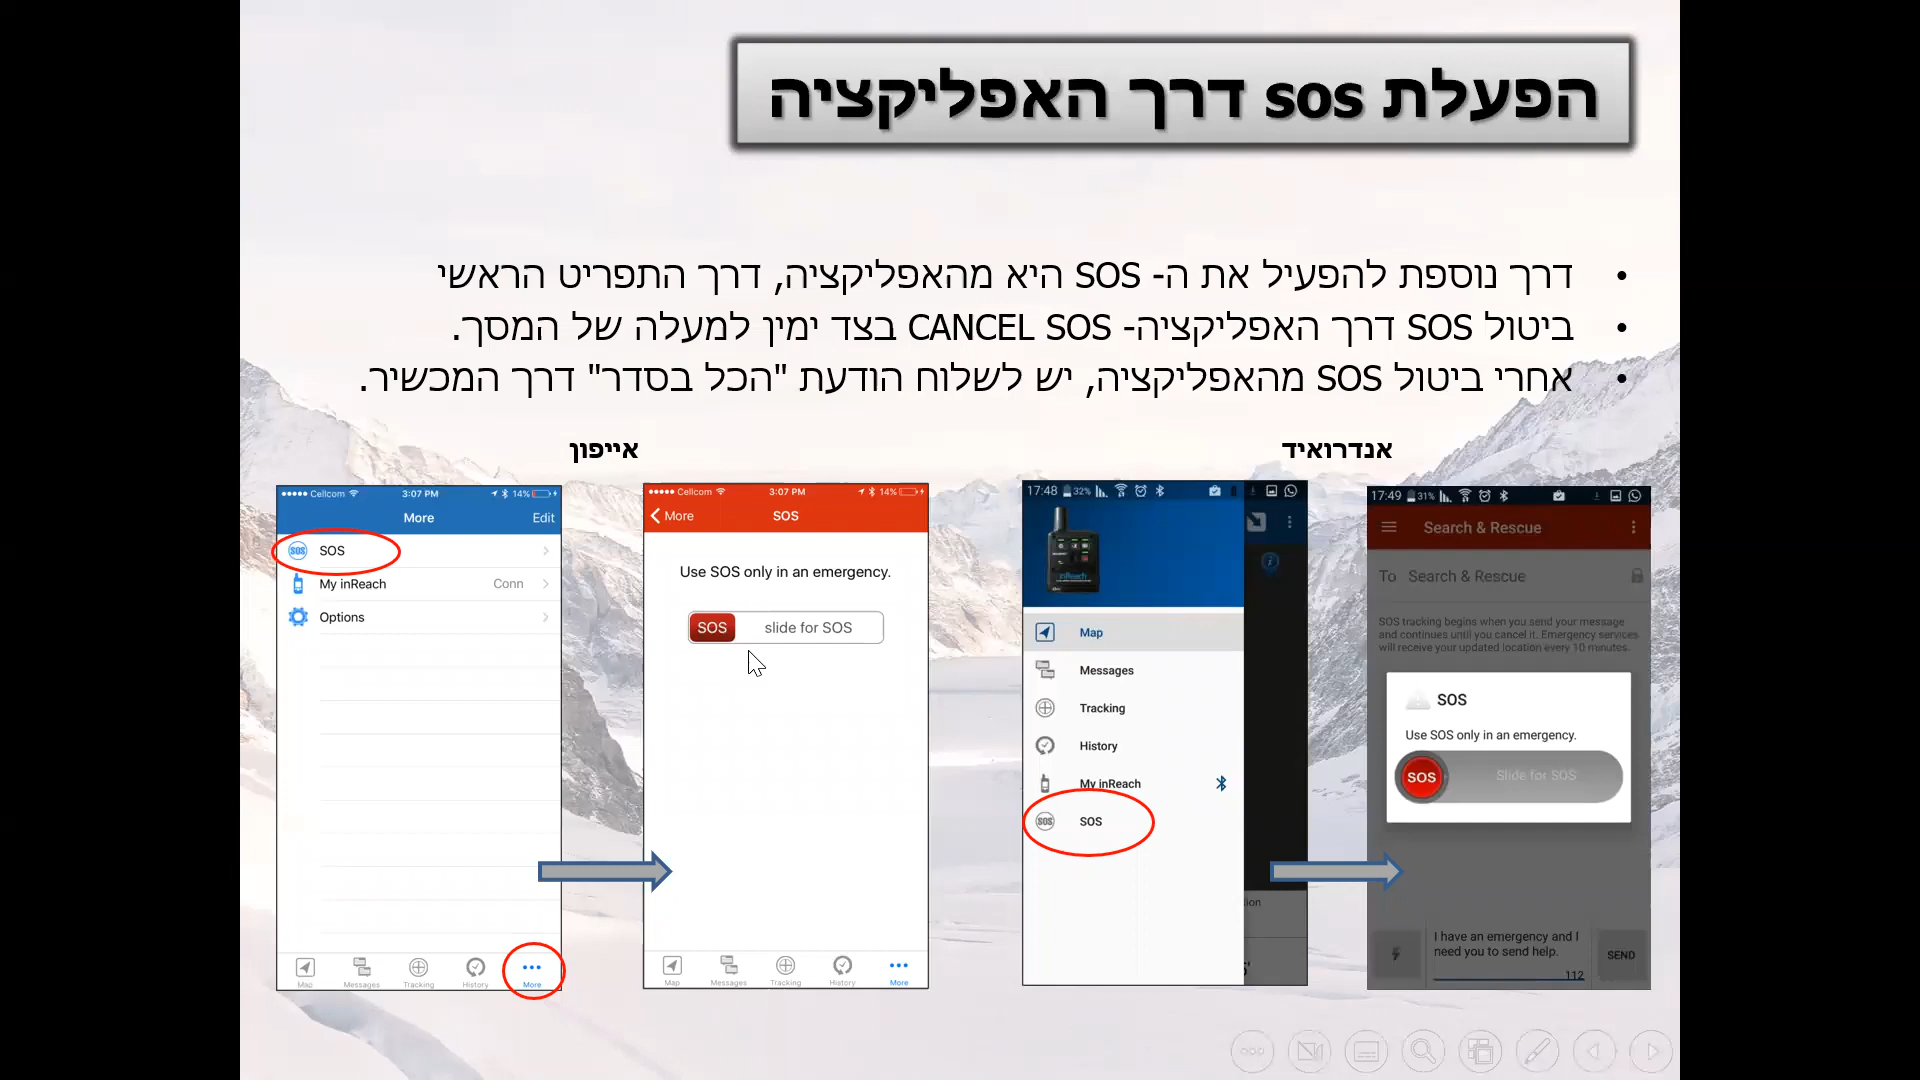 הפעלת sos דרך האפליקציה
• דרך נוספת להפעיל את ה- SOS היא מהאפליקציה, דרך התפריט הראשי
• ביטול SOS דרך האפליקציה- CANCEL SOS בצד ימין למעלה של המסך.
• אחרי ביטול SOS מהאפליקציה, יש לשלוח הודעת "הכל בסדר" דרך המכשיר.
אנדרואיד
אייפון
Cellcom 3:07 PM 14%
More Edit
SOS
My inReach Conn
Options
Map Messages Tracking History More
Cellcom 3:07 PM 14%
More SOS
Use SOS only in an emergency.
SOS slide for SOS
Map Messages Tracking History More
17:48 32%
inReach
Map
Messages
Tracking
History
My inReach
SOS
ion
17:49 31%
Search & Rescue
To Search & Rescue
SOS tracking begins when you send your message
and continues until you cancel it. Emergency services
will receive your updated location every 10 minutes.
SOS
Use SOS only in an emergency.
SOS Slide for SOS
I have an emergency and I
need you to send help.
112
SEND